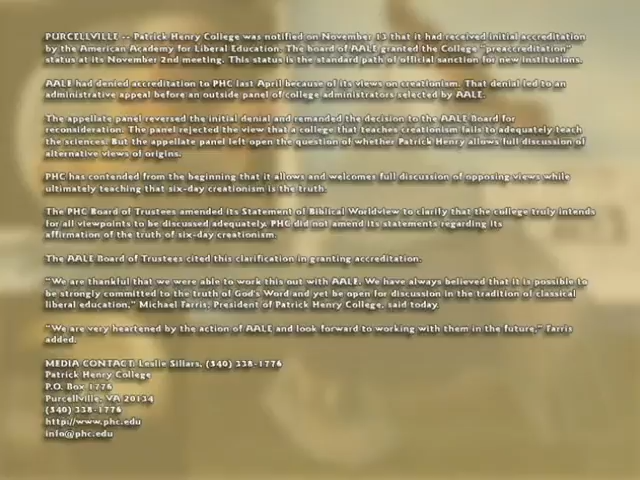 PURCELLVILLE -- Patrick Henry College was notified on November 13 that it had received initial accreditation
by the American Academy for Liberal Education. The board of AALE granted the College "preaccreditation"
status at its November 2nd meeting. This status is the standard path of official sanction for new institutions.
AALE had denied accreditation to PHC last April because of its views on creationism. That denial led to an
administrative appeal before an outside panel of college administrators selected by AALE.
The appellate panel reversed the initial denial and remanded the decision to the AALE Board for
reconsideration. The panel rejected the view that a college that teaches creationism fails to adequately teach
the sciences. But the appellate panel left open the question of whether Patrick Henry allows full discussion of
alternative views of origins.
PHC has contended from the beginning that it allows and welcomes full discussion of opposing views while
ultimately teaching that six-day creationism is the truth.
The PHC Board of Trustees amended its Statement of Biblical Worldview to clarify that the college truly intends
for all viewpoints to be discussed adequately. PHC did not amend its statements regarding its
affirmation of the truth of six-day creationism.
The AALE Board of Trustees cited this clarification in granting accreditation.
"We are thankful that we were able to work this out with AALE. We have always believed that it is possible to
be strongly committed to the truth of God's Word and yet be open for discussion in the tradition of classical
liberal education," Michael Farris, President of Patrick Henry College, said today.
"We are very heartened by the action of AALE and look forward to working with them in the future," Farris
added.
MEDIA CONTACT: Leslie Sillars, (540) 338-1776
Patrick Henry College
P.O. Box 1776
Purcellville, VA 20134
(540) 338-1776
http://www.phc.edu
info@phc.edu